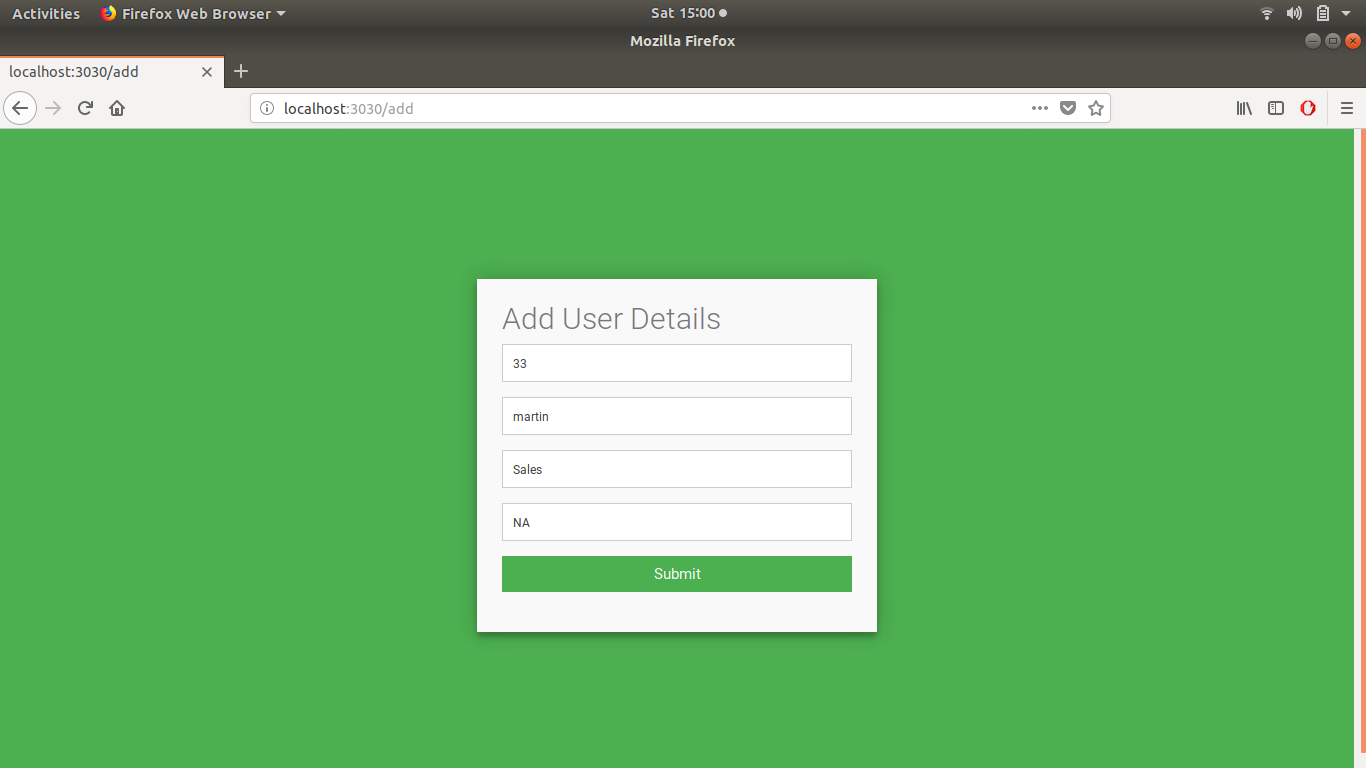 Activities Firefox Web Browser Sat 15:00
Mozilla Firefox
localhost:3030/add
localhost:3030/add
Add User Details
33
martin
Sales
NA
Submit